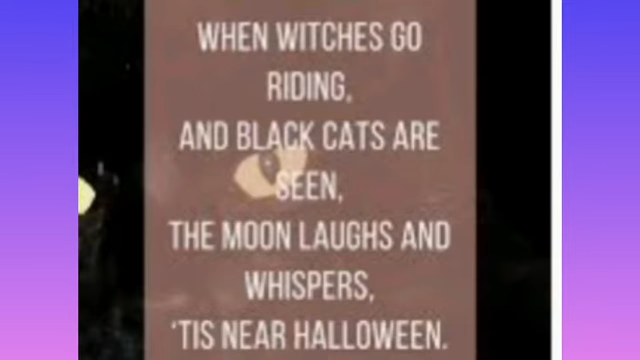 WHEN WITCHES GO
RIDING,
AND BLACK CATS ARE
SEEN,
THE MOON LAUGHS AND
WHISPERS,
‘TIS NEAR HALLOWEEN.